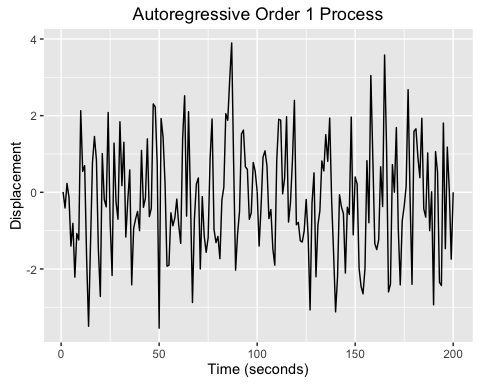 Autoregressive Order 1 Process
4
2
0
-2
Displacement
0 50 100 150 200
Time (seconds)